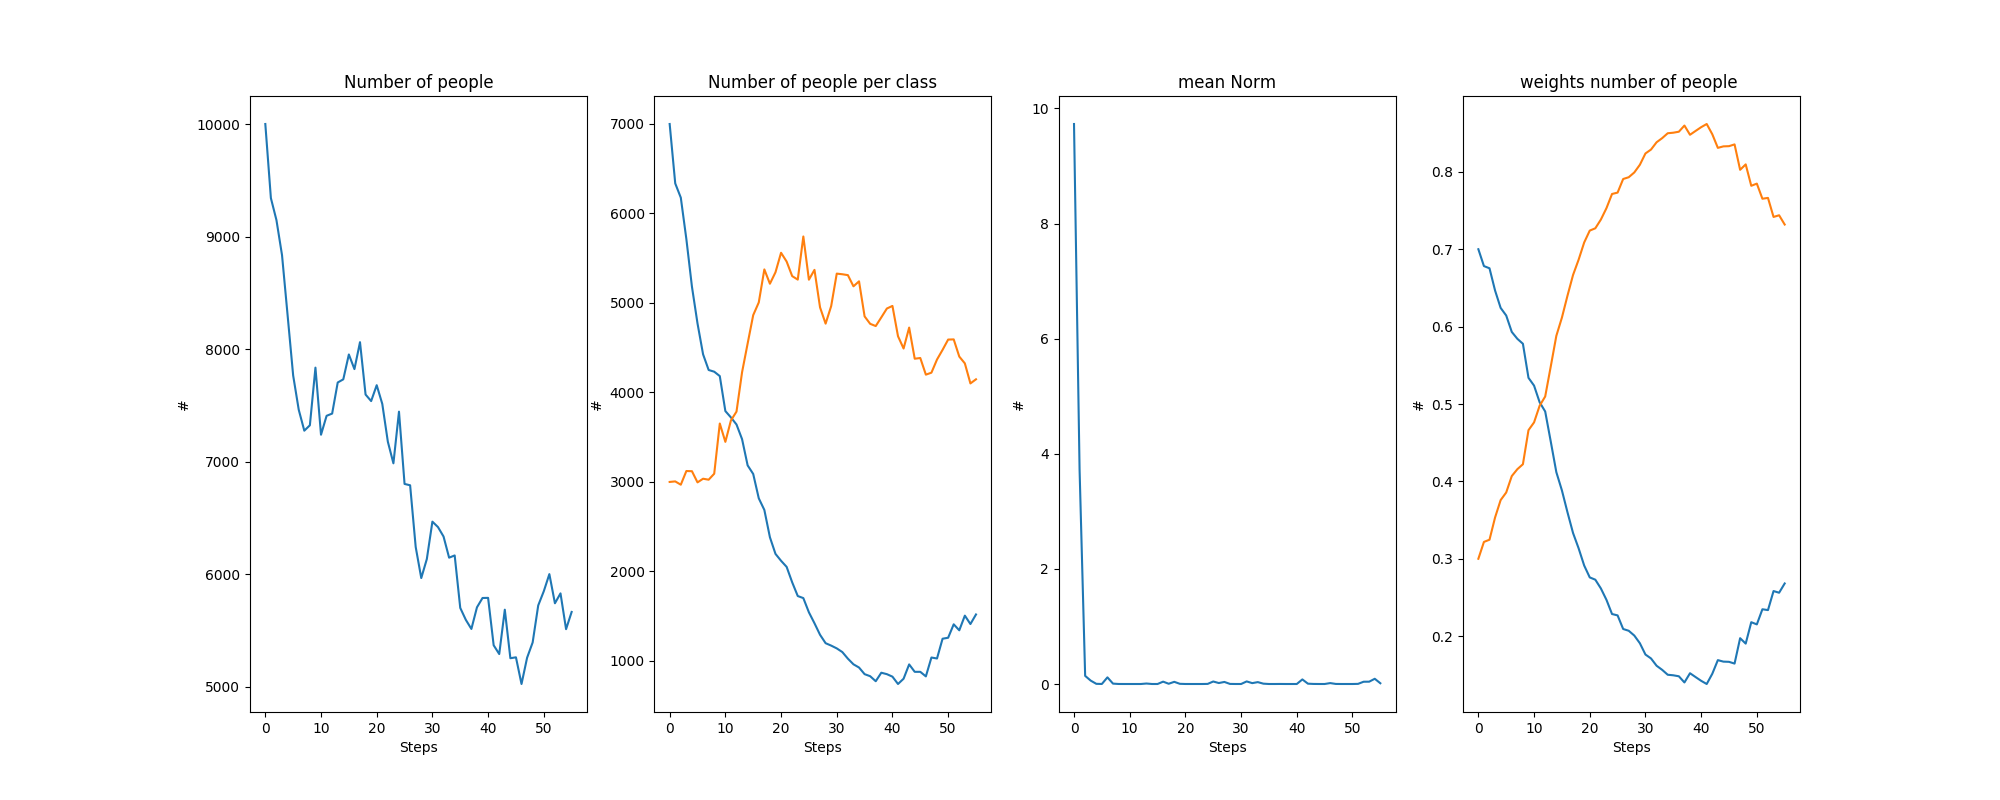 Number of people
10000
9000
8000
7000
6000
5000
#
0 10 20 30 40 50
Steps
Number of people per class
7000
6000
5000
4000
3000
2000
1000
#
0 10 20 30 40 50
Steps
mean Norm
10
8
6
4
2
0
#
0 10 20 30 40 50
Steps
weights number of people
0.8
0.7
0.6
0.5
0.4
0.3
0.2
#
0 10 20 30 40 50
Steps